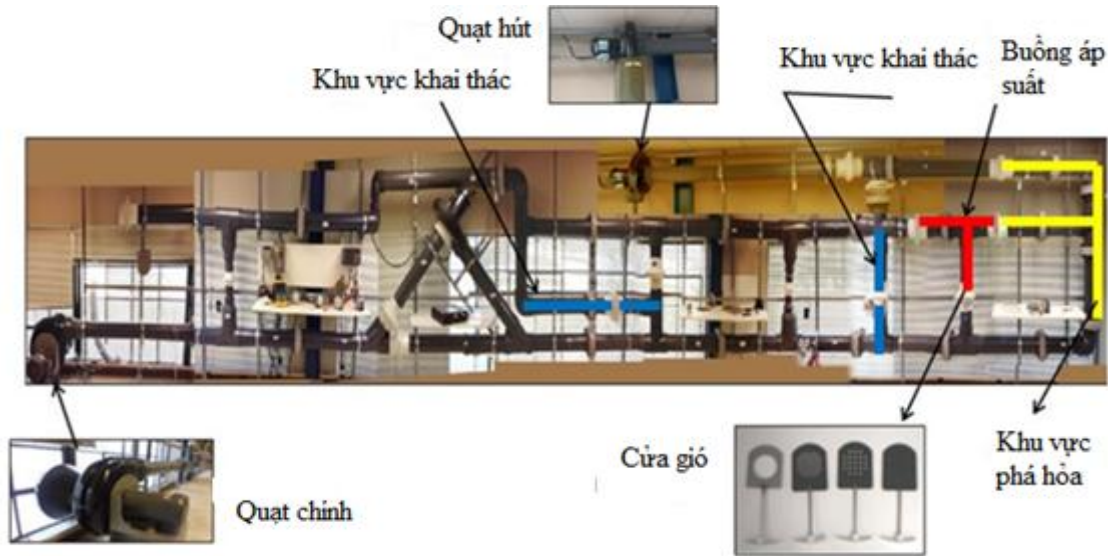 Quạt hút
Khu vực khai thác
Khu vực khai thác
Buồng áp
suất
Cửa gió
Khu vực
phá hỏa
Quạt chính